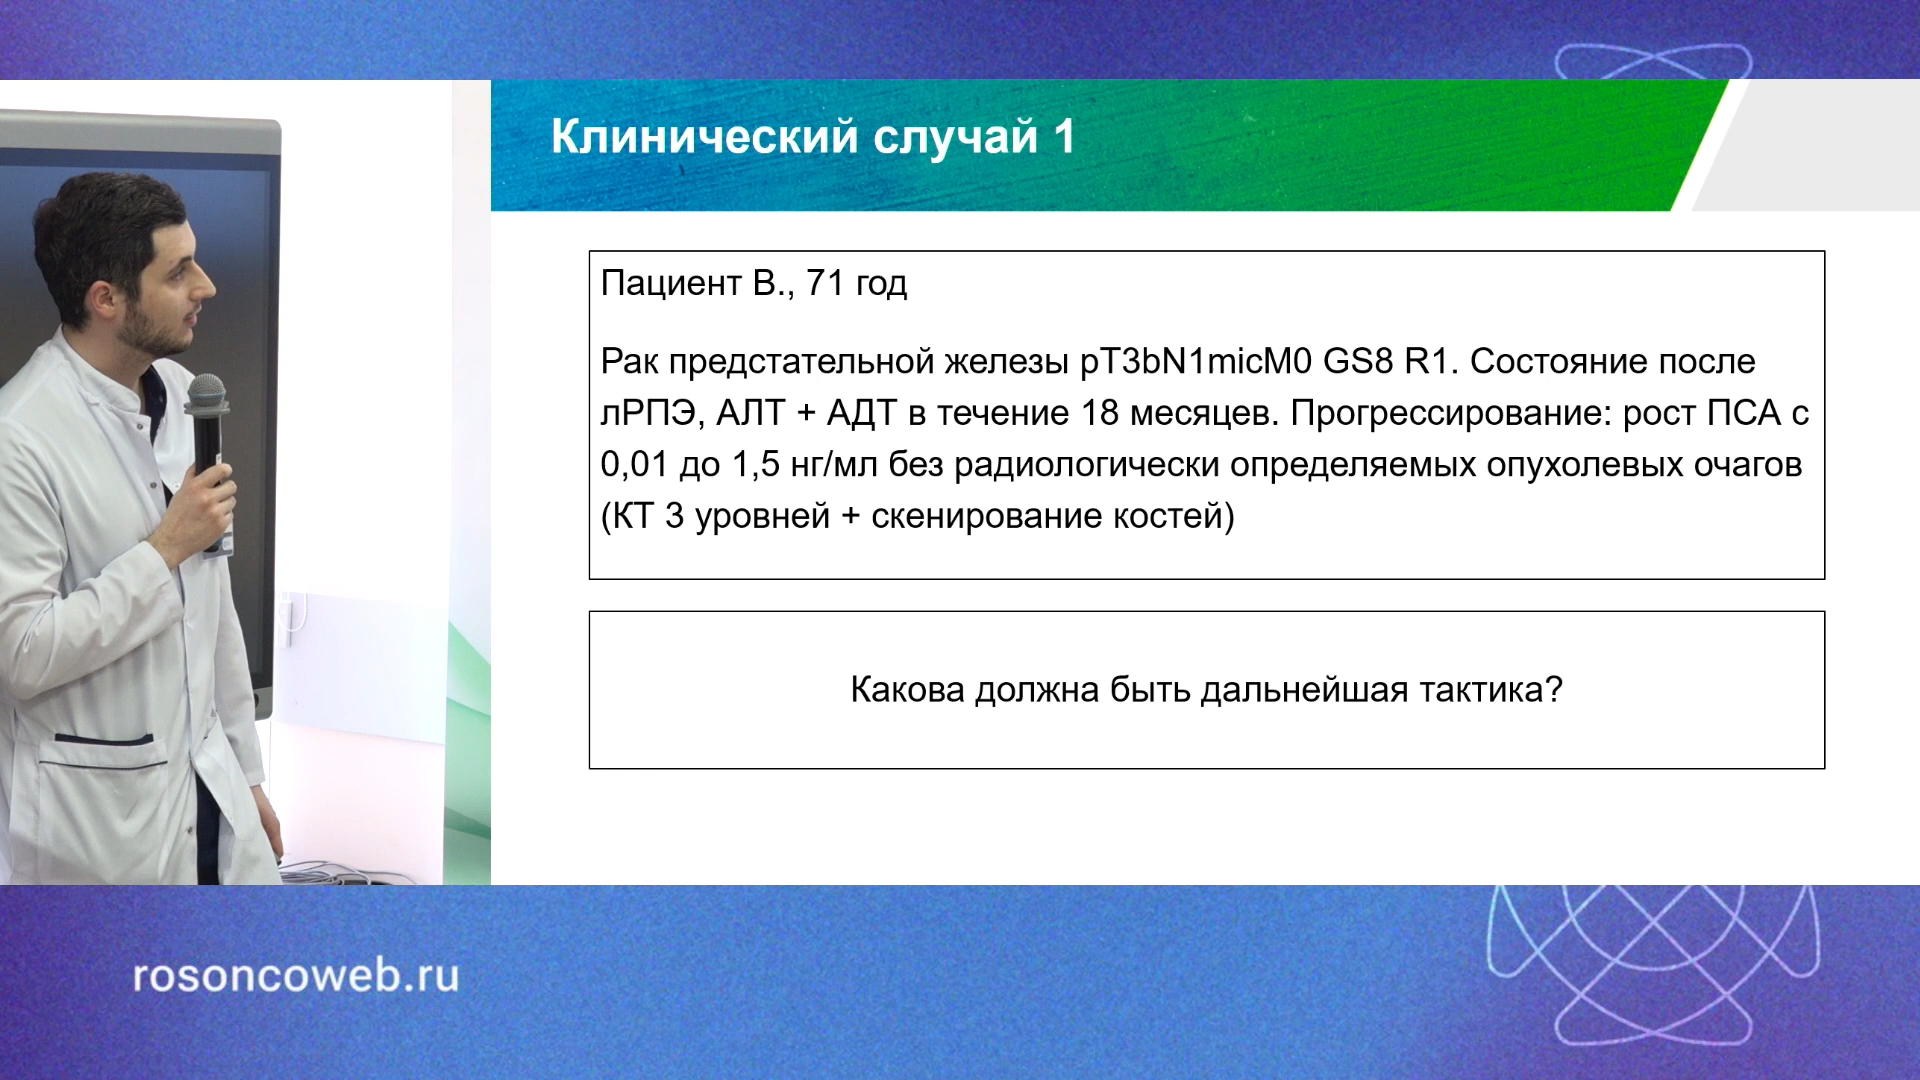 Клинический случай 1
Пациент В., 71 год
Рак предстательной железы pT3bN1micM0 GS8 R1. Состояние после
лРПЭ, АЛТ + АДТ в течение 18 месяцев. Прогрессирование: рост ПСА с
0,01 до 1,5 нг/мл без радиологически определяемых опухолевых очагов
(КТ 3 уровней + скенирование костей)
Какова должна быть дальнейшая тактика?
rosoncoweb.ru